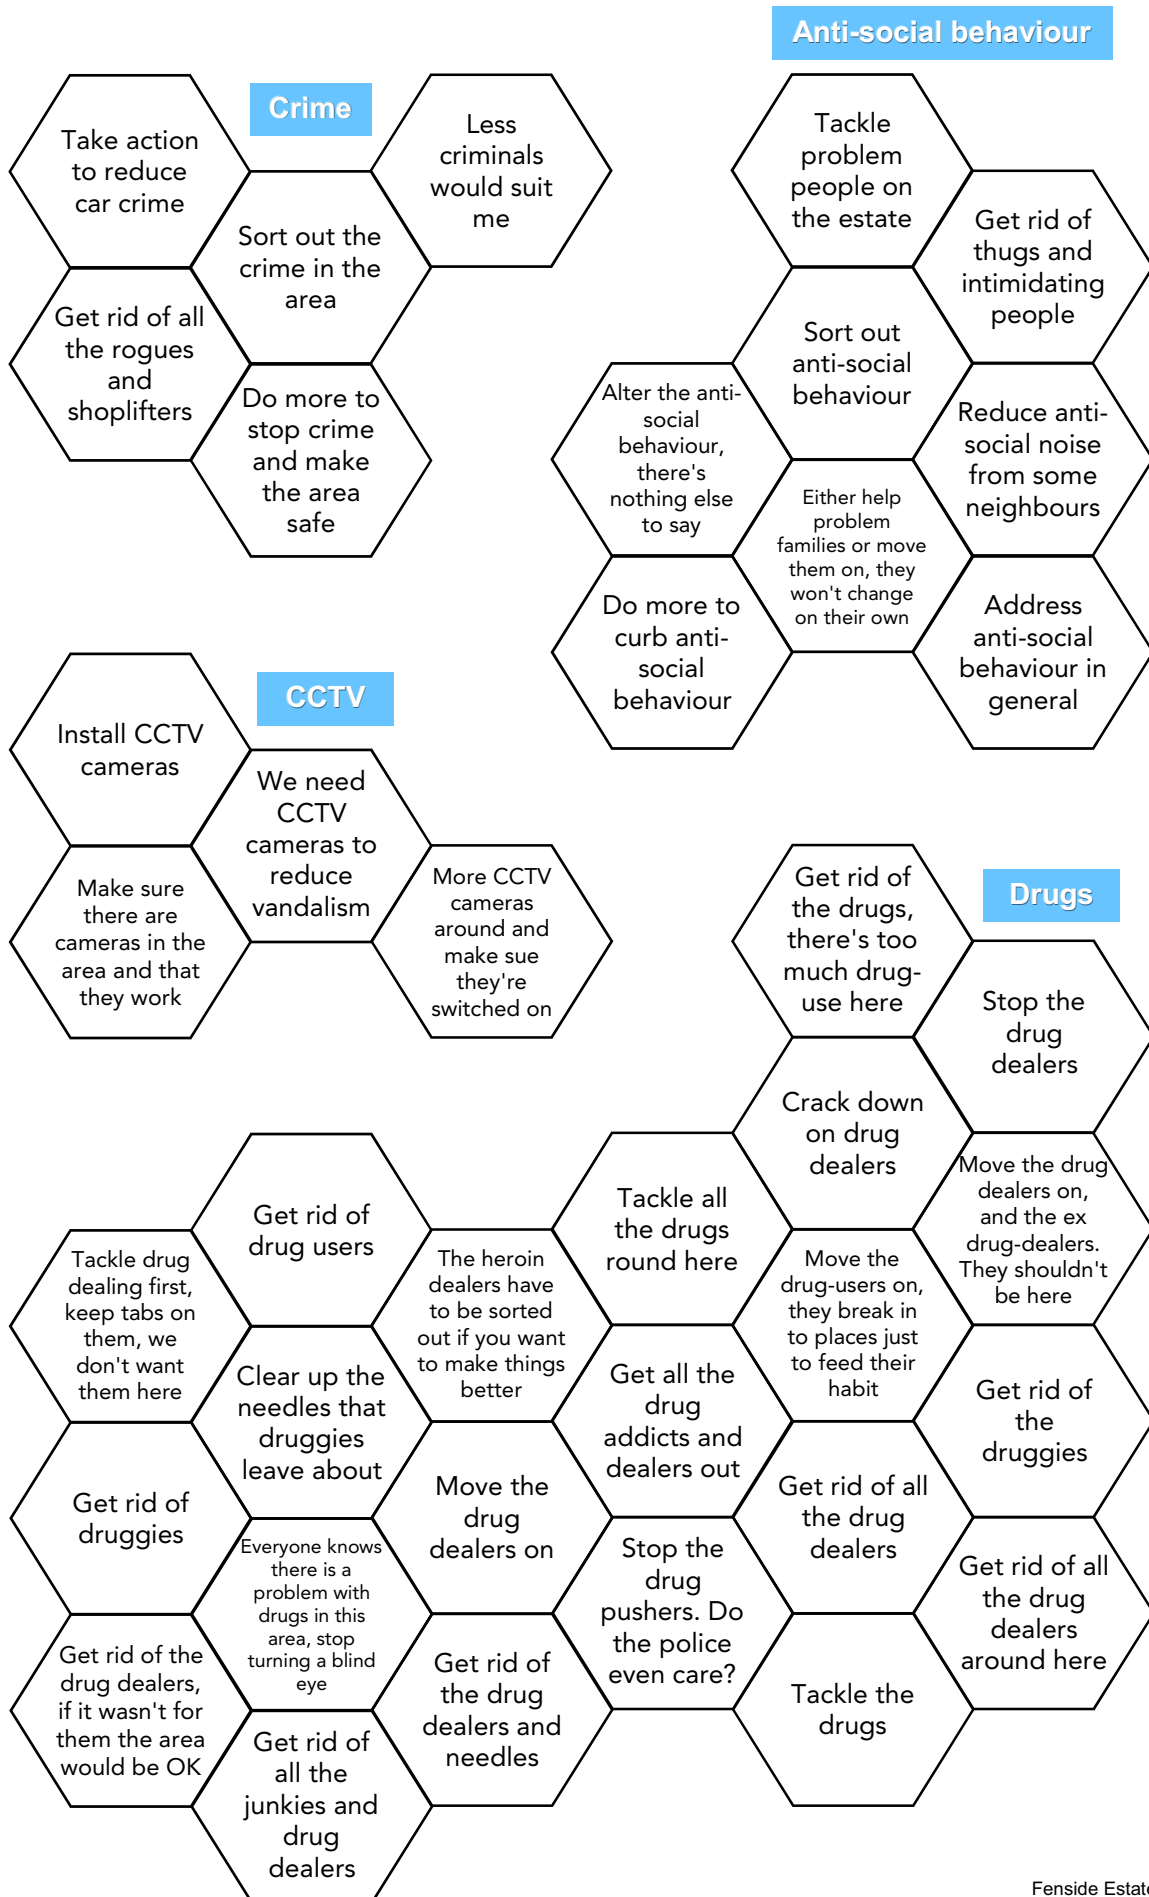 Anti-social behaviour
Crime
Take action
to reduce
car crime
Less
criminals
would suit
me
Sort out the
crime in the
area
Get rid of all
the rogues
and
shoplifters
Do more to
stop crime
and make
the area
safe
Tackle
problem
people on
the estate
Get rid of
thugs and
intimidating
people
Sort out
anti-social
behaviour
Alter the anti-
social
behaviour,
there's
nothing else
to say
Reduce anti-
social noise
from some
neighbours
Either help
problem
families or move
them on, they
won't change
on their own
Do more to
curb anti-
social
behaviour
Address
anti-social
behaviour in
general
CCTV
Install CCTV
cameras
We need
CCTV
cameras to
reduce
vandalism
Make sure
there are
cameras in the
area and that
they work
More CCTV
cameras
around and
make sue
they're
switched on
Drugs
Get rid of
the drugs,
there's too
much drug-
use here
Stop the
drug
dealers
Crack down
on drug
dealers
Move the drug
dealers on,
and the ex
drug-dealers.
They shouldn't
be here
Get rid of
drug users
Tackle all
the drugs
round here
Tackle drug
dealing first,
keep tabs on
them, we
don't want
them here
The heroin
dealers have
to be sorted
out if you want
to make things
better
Move the
drug-users on,
they break in
to places just
to feed their
habit
Clear up the
needles that
druggies
leave about
Get all the
drug
addicts and
dealers out
Get rid of
the
druggies
Get rid of
druggies
Move the
drug
dealers on
Get rid of all
the drug
dealers
Everyone knows
there is a
problem with
drugs in this
area, stop
turning a blind
eye
Stop the
drug
pushers. Do
the police
even care?
Get rid of all
the drug
dealers
around here
Get rid of the
drug dealers,
if it wasn't for
them the area
would be OK
Get rid of
the drug
dealers and
needles
Tackle the
drugs
Get rid of
all the
junkies and
drug
dealers
Fenside Estate